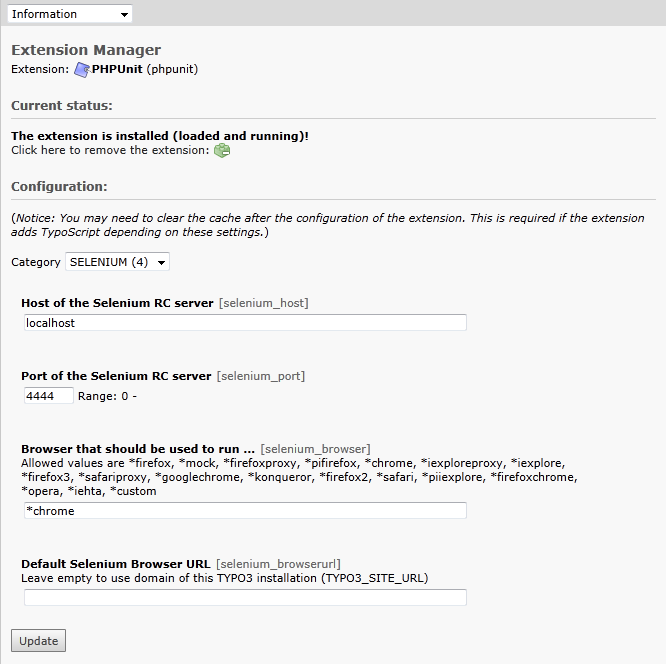 Information
Extension Manager
Extension: PHPUnit (phpunit)
Current status:
The extension is installed (loaded and running)!
Click here to remove the extension:
Configuration:
(Notice: You may need to clear the cache after the configuration of the extension. This is required if the extension
adds TypoScript depending on these settings.)
Category SELENIUM (4)
Host of the Selenium RC server [selenium_host]
localhost
Port of the Selenium RC server [selenium_port]
4444 Range: 0 -
Browser that should be used to run ... [selenium_browser]
Allowed values are *firefox, *mock, *firefoxproxy, *pifirefox, *chrome, *iexploreproxy, *iexplore,
*firefox3, *safariproxy, *googlechrome, *konqueror, *firefox2, *safari, *piiexplore, *firefoxchrome,
*opera, *iehta, *custom
*chrome
Default Selenium Browser URL [selenium_browserurl]
Leave empty to use domain of this TYPO3 installation (TYPO3_SITE_URL)
Update